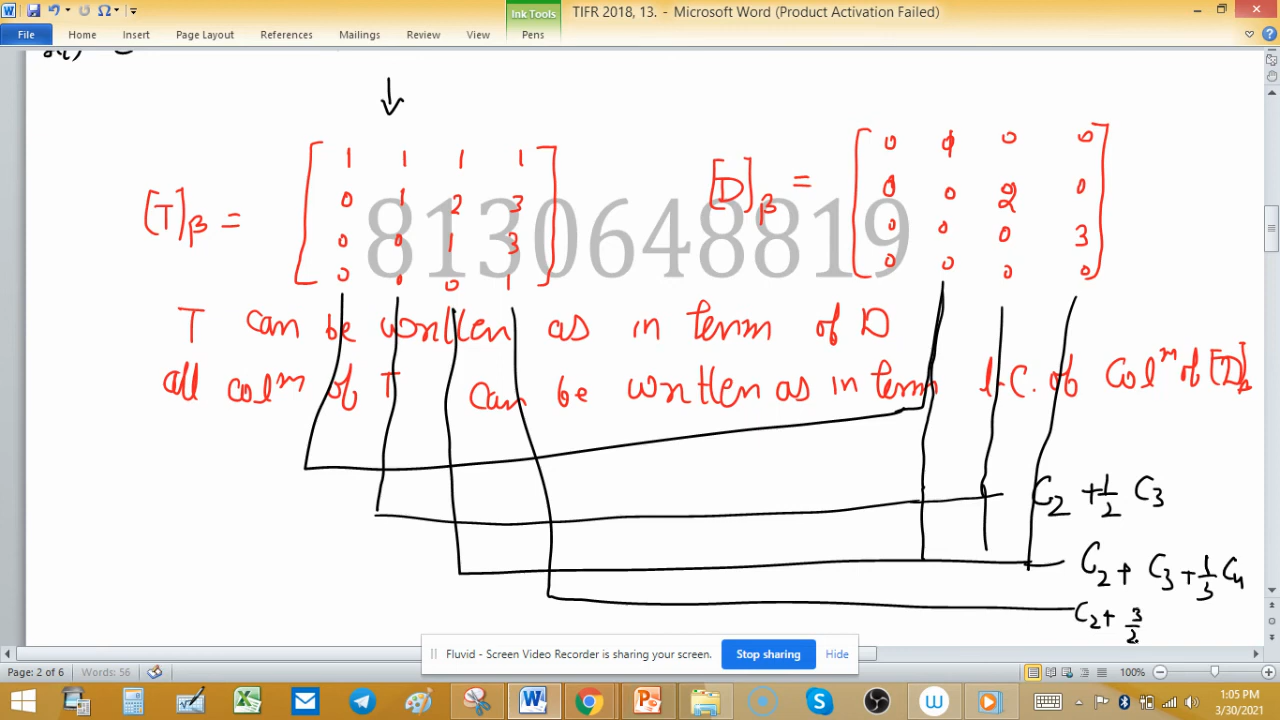 Ink Tools
TIFR 2018, 13. - Microsoft Word (Product Activation Failed)
File Home Insert Page Layout References Mailings Review View Pens
[T]β = [ 1 1 1 1
0 1 2 3
0 0 1 3
0 0 0 1 ]
[D]β = [ 0 1 0 0
0 0 2 0
0 0 0 3
0 0 0 0 ]
8130648819
T can be written as in term of D
all colm of T can be written as in term l.C. of Colm of [D]β
C2 + 1/2 C3
C2 + C3 + 1/3 C4
C2 + 3/2
Fluvid - Screen Video Recorder is sharing your screen. Stop sharing Hide
Page: 2 of 6 Words: 56 100%
1:05 PM
3/30/2021